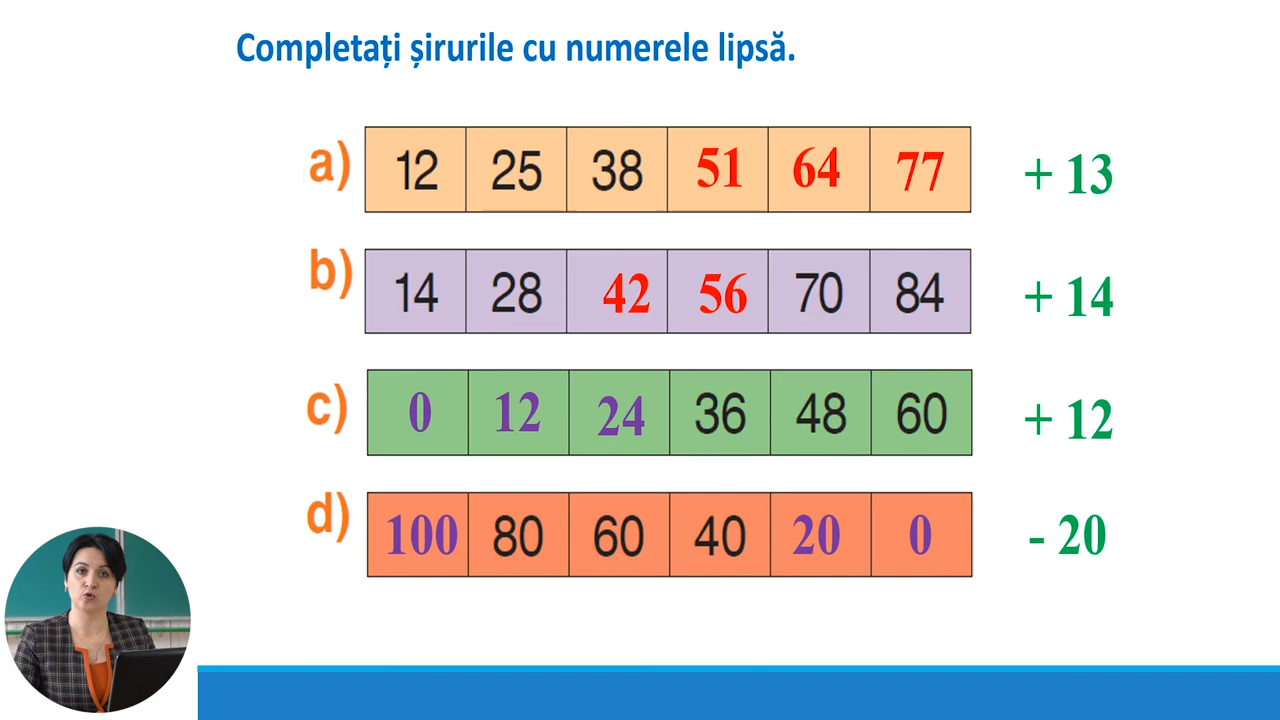 Completați șirurile cu numerele lipsă.
a) 12 25 38 51 64 77 + 13
b) 14 28 42 56 70 84 + 14
c) 0 12 24 36 48 60 + 12
d) 100 80 60 40 20 0 - 20